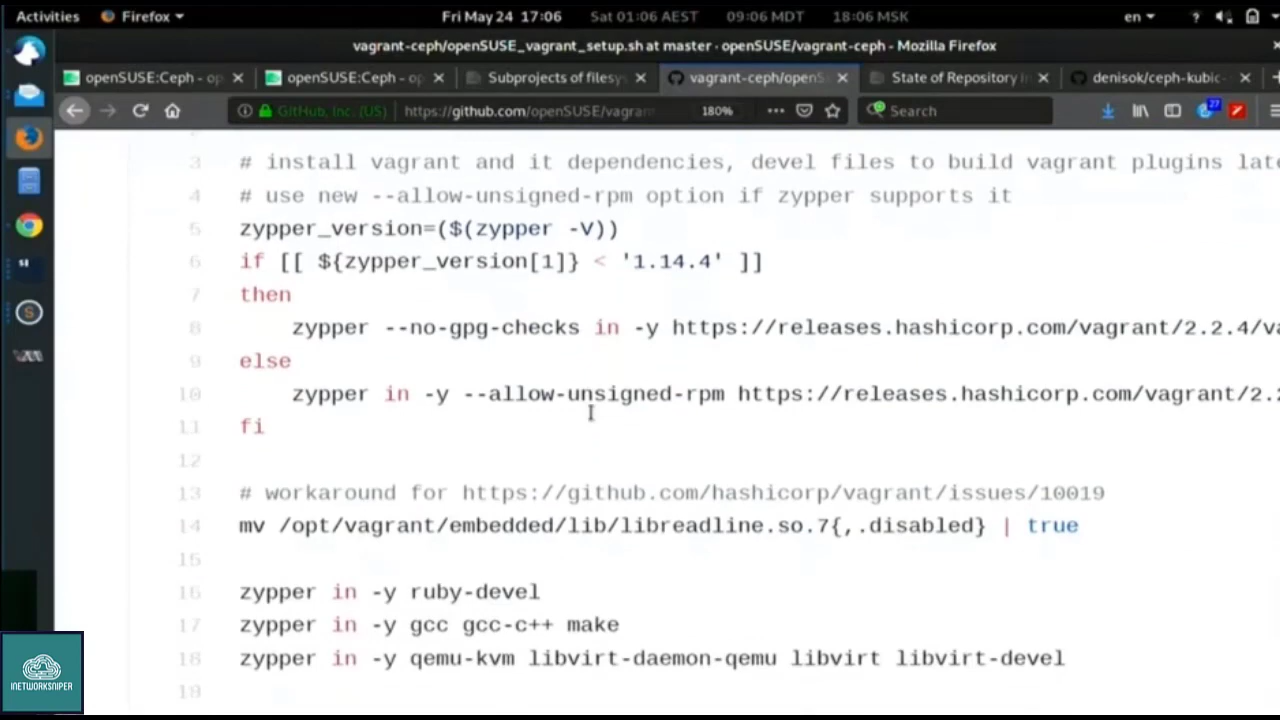 Activities Firefox Fri May 24 17:06 Sat 01:06 AEST 09:06 MDT 18:06 MSK en
vagrant-ceph/openSUSE_vagrant_setup.sh at master · openSUSE/vagrant-ceph - Mozilla Firefox
openSUSE:Ceph - op openSUSE:Ceph - op Subprojects of filesy vagrant-ceph/openS State of Repository i denisok/ceph-kubic-
GitHub, Inc. (US) https://github.com/openSUSE/vagran 180% Search 27
3 # install vagrant and it dependencies, devel files to build vagrant plugins late
4 # use new --allow-unsigned-rpm option if zypper supports it
5 zypper_version=($(zypper -V))
6 if [[ ${zypper_version[1]} < '1.14.4' ]]
7 then
8 zypper --no-gpg-checks in -y https://releases.hashicorp.com/vagrant/2.2.4/va
9 else
10 zypper in -y --allow-unsigned-rpm https://releases.hashicorp.com/vagrant/2.2
11 fi
12
13 # workaround for https://github.com/hashicorp/vagrant/issues/10019
14 mv /opt/vagrant/embedded/lib/libreadline.so.7{,.disabled} | true
15
16 zypper in -y ruby-devel
17 zypper in -y gcc gcc-c++ make
18 zypper in -y qemu-kvm libvirt-daemon-qemu libvirt libvirt-devel
19
INETWORKSNIPER